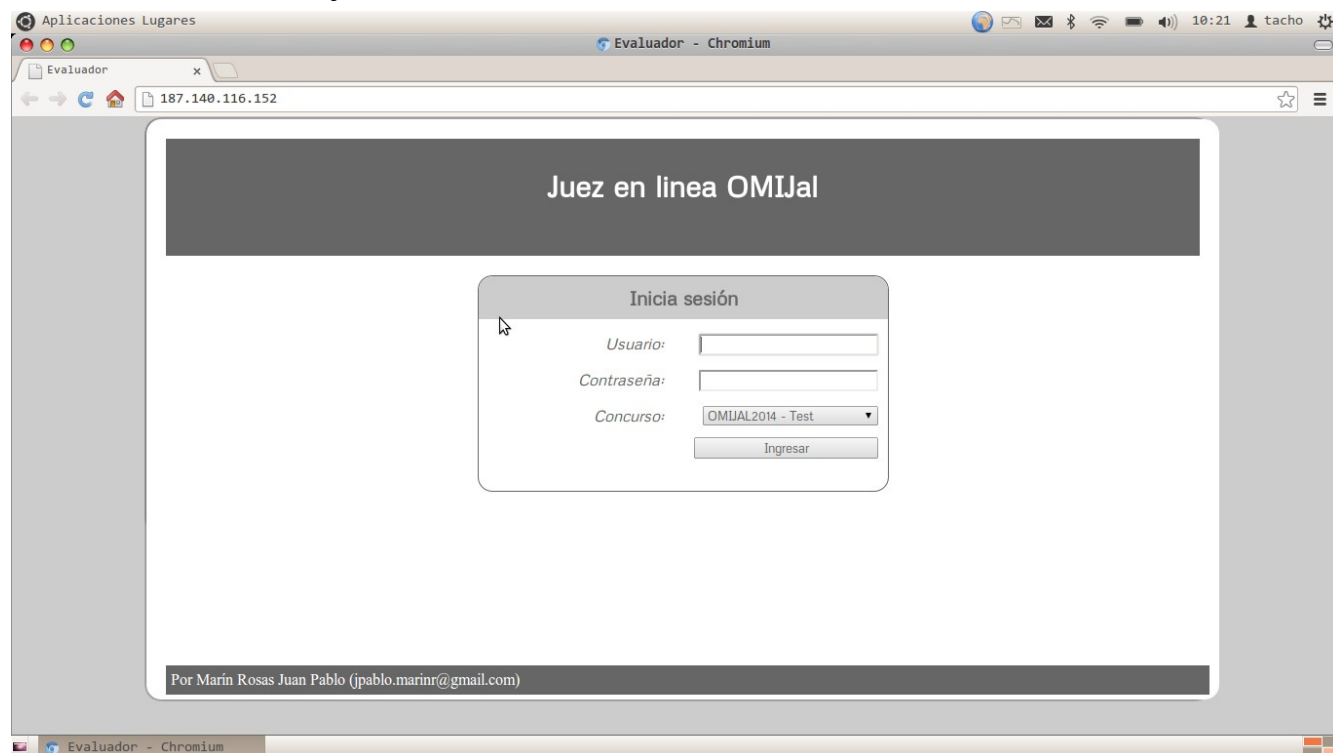 Aplicaciones Lugares 10:21 tacho
Evaluador - Chromium
Evaluador
187.140.116.152
Juez en linea OMIJal
Inicia sesión
Usuario:
Contraseña:
Concurso: OMIJAL2014 - Test
Ingresar
Por Marín Rosas Juan Pablo (jpablo.marinr@gmail.com)
Evaluador - Chromium